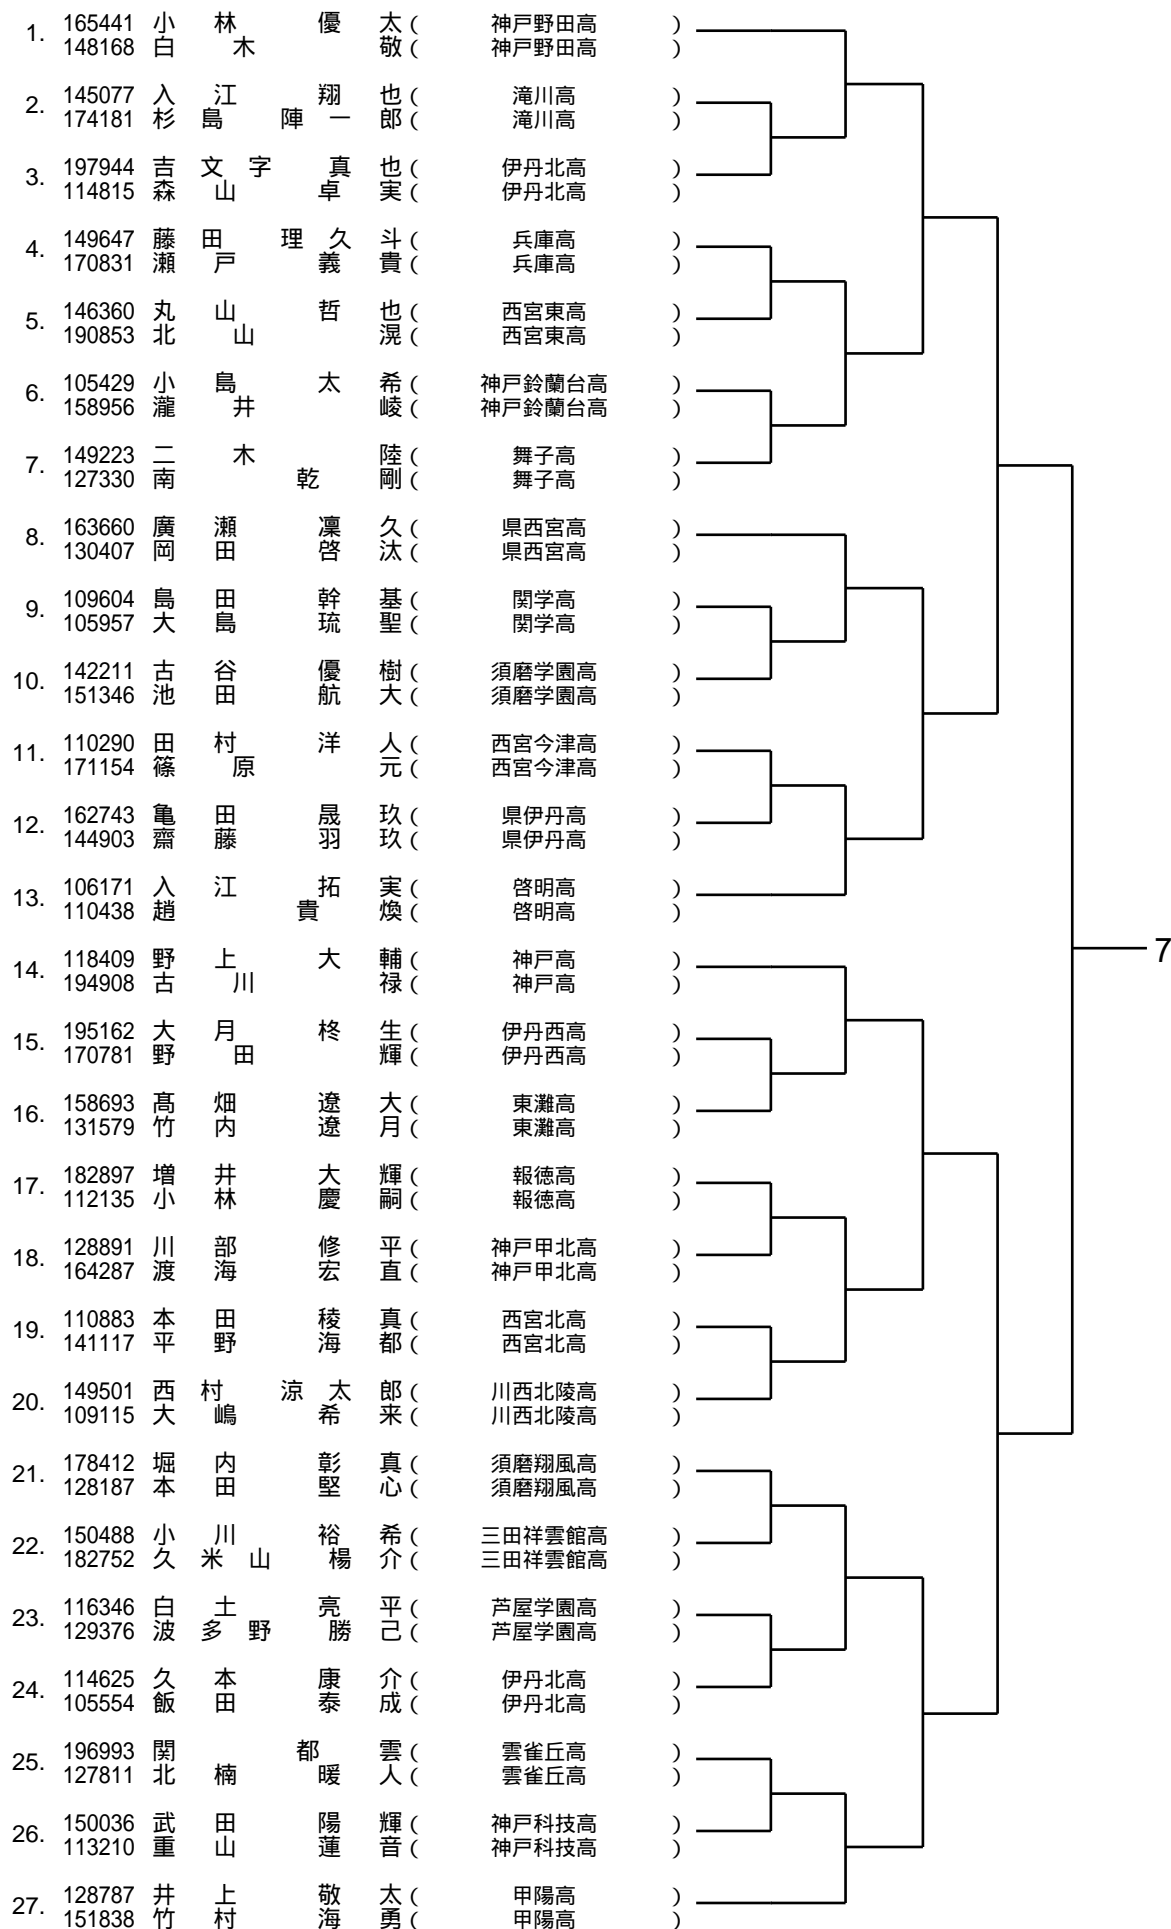 1. 165441 小林 優太 ( 神戸野田高 )
148168 白木 敬 ( 神戸野田高 )
2. 145077 入江 翔也 ( 滝川高 )
174181 杉島 陣一郎 ( 滝川高 )
3. 197944 吉文字 真也 ( 伊丹北高 )
114815 森山 卓実 ( 伊丹北高 )
4. 149647 藤田 理久斗 ( 兵庫高 )
170831 瀬戸 義貴 ( 兵庫高 )
5. 146360 丸山 哲也 ( 西宮東高 )
190853 北山 滉 ( 西宮東高 )
6. 105429 小島 太希 ( 神戸鈴蘭台高 )
158956 瀧井 崚 ( 神戸鈴蘭台高 )
7. 149223 二木 陸 ( 舞子高 )
127330 南 乾剛 ( 舞子高 )
8. 163660 廣瀬 凜久 ( 県西宮高 )
130407 岡田 啓汰 ( 県西宮高 )
9. 109604 島田 幹基 ( 関学高 )
105957 大島 琉聖 ( 関学高 )
10. 142211 古谷 優樹 ( 須磨学園高 )
151346 池田 航大 ( 須磨学園高 )
11. 110290 田村 洋人 ( 西宮今津高 )
171154 篠原 元 ( 西宮今津高 )
12. 162743 亀田 晟玖 ( 県伊丹高 )
144903 齋藤 羽玖 ( 県伊丹高 )
13. 106171 入江 拓実 ( 啓明高 )
110438 趙 貴煥 ( 啓明高 )
7
14. 118409 野上 大輔 ( 神戸高 )
194908 古川 禄 ( 神戸高 )
15. 195162 大月 柊生 ( 伊丹西高 )
170781 野田 輝 ( 伊丹西高 )
16. 158693 髙畑 遼大 ( 東灘高 )
131579 竹内 遼月 ( 東灘高 )
17. 182897 増井 大輝 ( 報徳高 )
112135 小林 慶嗣 ( 報徳高 )
18. 128891 川部 修平 ( 神戸甲北高 )
164287 渡海 宏直 ( 神戸甲北高 )
19. 110883 本田 稜真 ( 西宮北高 )
141117 平野 海都 ( 西宮北高 )
20. 149501 西村 涼太郎 ( 川西北陵高 )
109115 大嶋 希来 ( 川西北陵高 )
21. 178412 堀内 彰真 ( 須磨翔風高 )
128187 本田 堅心 ( 須磨翔風高 )
22. 150488 小川 裕希 ( 三田祥雲館高 )
182752 久米山 楊介 ( 三田祥雲館高 )
23. 116346 白土 亮平 ( 芦屋学園高 )
129376 波多野 勝己 ( 芦屋学園高 )
24. 114625 久本 康介 ( 伊丹北高 )
105554 飯田 泰成 ( 伊丹北高 )
25. 196993 関 都雲 ( 雲雀丘高 )
127811 北楠 暖人 ( 雲雀丘高 )
26. 150036 武田 陽輝 ( 神戸科技高 )
113210 重山 蓮音 ( 神戸科技高 )
27. 128787 井上 敬太 ( 甲陽高 )
151838 竹村 海勇 ( 甲陽高 )